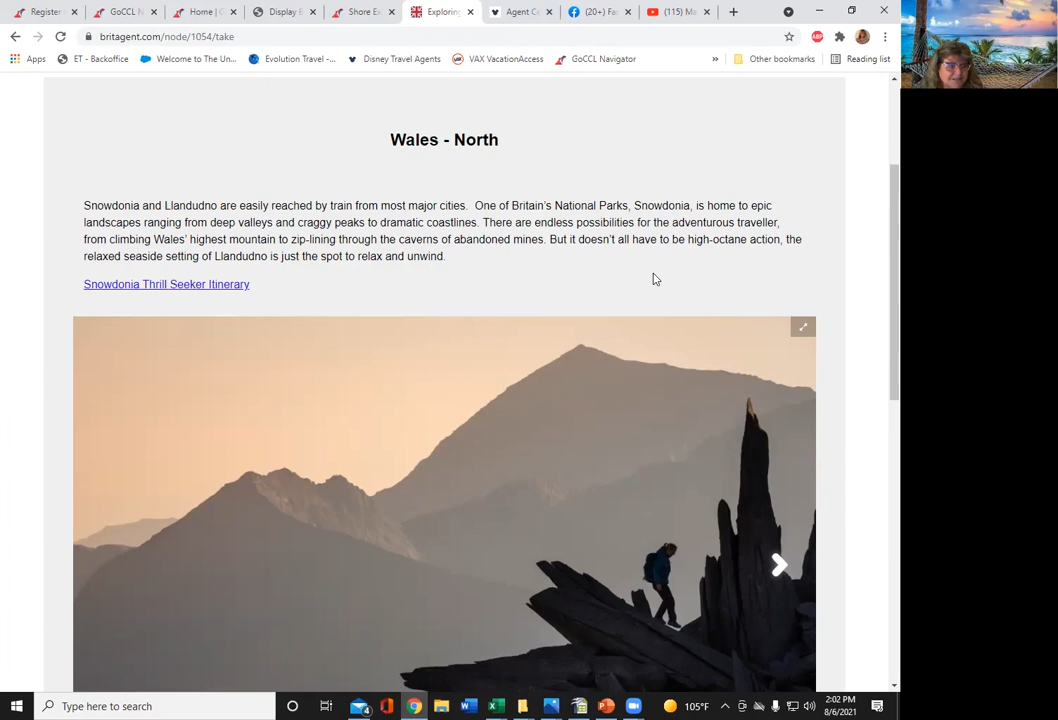 Register
GoCCL N
Home | G
Display B
Shore Ex
Exploring
Agent Ce
(20+) Fa
(115) Ma
britagent.com/node/1054/take
ABP
Apps
ET - Backoffice
Welcome to The Un...
Evolution Travel -...
Disney Travel Agents
VAX VacationAccess
GoCCL Navigator
»
Other bookmarks
Reading list
Wales - North
Snowdonia and Llandudno are easily reached by train from most major cities.  One of Britain's National Parks, Snowdonia, is home to epic
landscapes ranging from deep valleys and craggy peaks to dramatic coastlines. There are endless possibilities for the adventurous traveller,
from climbing Wales' highest mountain to zip-lining through the caverns of abandoned mines. But it doesn't all have to be high-octane action, the
relaxed seaside setting of Llandudno is just the spot to relax and unwind.
Snowdonia Thrill Seeker Itinerary
Type here to search
4
105°F
2:02 PM
8/6/2021